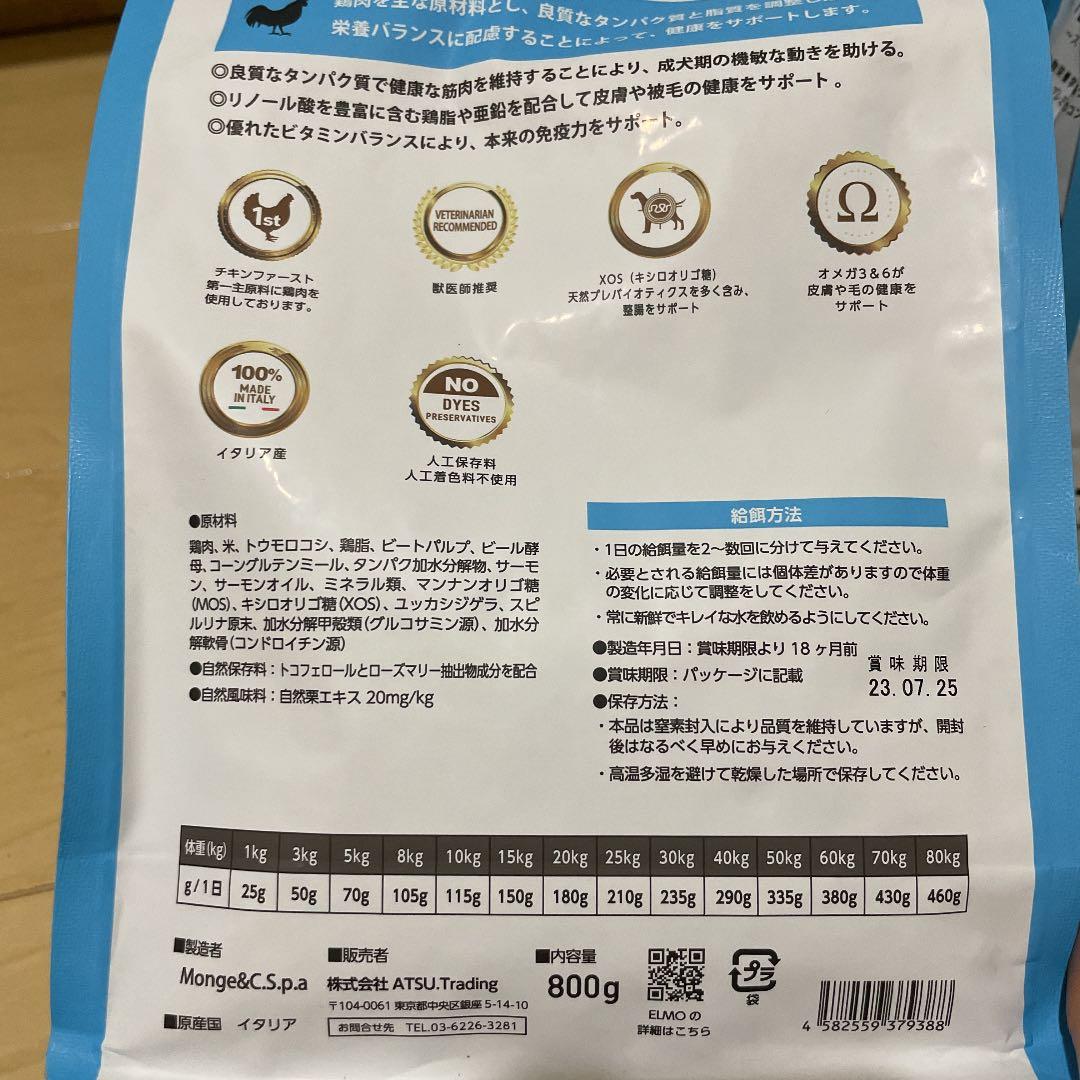 鶏肉を主な原材料とし、良質なタンパク質と脂質を調整し
栄養バランスに配慮することによって、健康をサポートします。
◎良質なタンパク質で健康な筋肉を維持することにより、成犬期の機敏な動きを助ける。
◎リノール酸を豊富に含む鶏脂や亜鉛を配合して皮膚や被毛の健康をサポート。
◎優れたビタミンバランスにより、本来の免疫力をサポート。
1st
チキンファースト
第一主原料に鶏肉を
使用しております。
VETERINARIAN
RECOMMENDED
獣医師推奨
XOS（キシロオリゴ糖）
天然プレバイオティクスを多く含み、
整腸をサポート
Ω
オメガ3＆6が
皮膚や毛の健康を
サポート
100%
MADE
IN ITALY
イタリア産
NO
DYES
PRESERVATIVES
人工保存料
人工着色料不使用
●原材料
鶏肉、米、トウモロコシ、鶏脂、ビートパルプ、ビール酵
母、コーングルテンミール、タンパク加水分解物、サーモ
ン、サーモンオイル、ミネラル類、マンナンオリゴ糖
(MOS)、キシロオリゴ糖(XOS)、ユッカシジゲラ、スピ
ルリナ原末、加水分解甲殻類(グルコサミン源)、加水分
解軟骨(コンドロイチン源)
●自然保存料：トコフェロールとローズマリー抽出物成分を配合
●自然風味料：自然栗エキス 20mg/kg
給餌方法
・1日の給餌量を2〜数回に分けて与えてください。
・必要とされる給餌量には個体差がありますので体重
の変化に応じて調整をしてください。
・常に新鮮でキレイな水を飲めるようにしてください。
●製造年月日：賞味期限より18ヶ月前
●賞味期限：パッケージに記載
賞味期限
23.07.25
●保存方法：
・本品は窒素封入により品質を維持していますが、開封
後はなるべく早めにお与えください。
・高温多湿を避けて乾燥した場所で保存してください。
体重(kg) 1kg 3kg 5kg 8kg 10kg 15kg 20kg 25kg 30kg 40kg 50kg 60kg 70kg 80kg
g/1日 25g 50g 70g 105g 115g 150g 180g 210g 235g 290g 335g 380g 430g 460g
■製造者
Monge&C.S.p.a
■原産国 イタリア
■販売者
株式会社 ATSU.Trading
〒104-0061 東京都中央区銀座 5-14-10
お問合せ先 TEL.03-6226-3281
■内容量
800g
ELMOの
詳細はこちら
プラ
袋
4 582559 379388